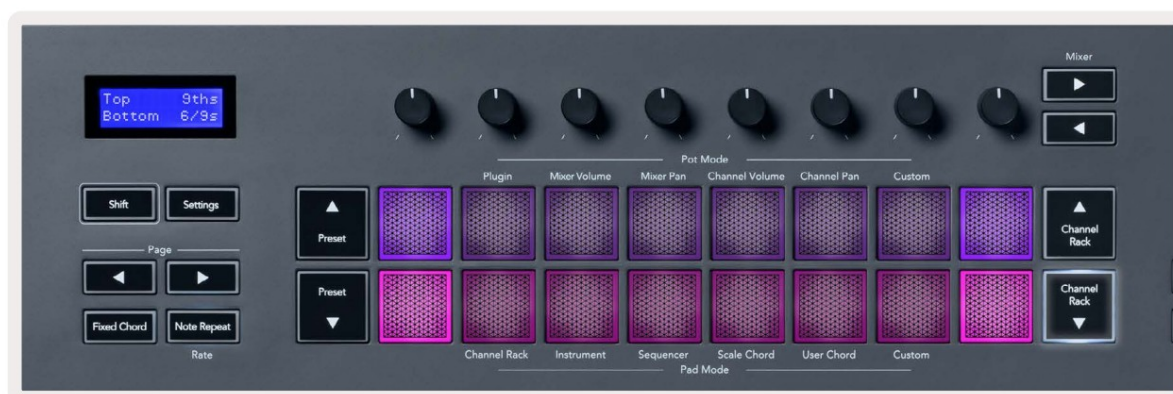 Mixer
Top 9ths
Bottom 6/9s
Pot Mode
Plugin Mixer Volume Mixer Pan Channel Volume Channel Pan Custom
Shift Settings
Preset
Channel
Rack
Page
Preset
Channel
Rack
Fixed Chord Note Repeat
Rate
Channel Rack Instrument Sequencer Scale Chord User Chord Custom
Pad Mode